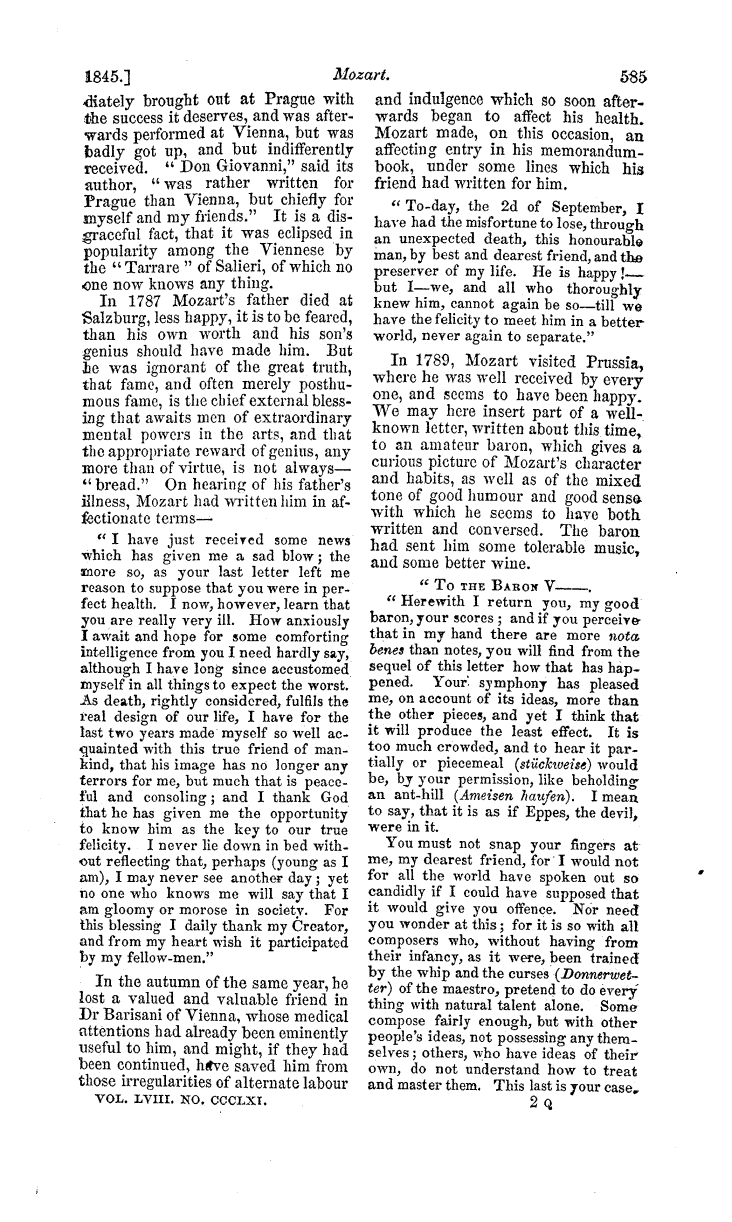 1845.] Mozart. 585
diately brought out at Prague with
the success it deserves, and was after-
wards performed at Vienna, but was
badly got up, and but indifferently
received. “ Don Giovanni,” said its
author, “ was rather written for
Prague than Vienna, but chiefly for
myself and my friends.” It is a dis-
graceful fact, that it was eclipsed in
popularity among the Viennese by
the “ Tarrare ” of Salieri, of which no
one now knows any thing.
In 1787 Mozart's father died at
Salzburg, less happy, it is to be feared,
than his own worth and his son's
genius should have made him. But
he was ignorant of the great truth,
that fame, and often merely posthu-
mous fame, is the chief external bless-
ing that awaits men of extraordinary
mental powers in the arts, and that
the appropriate reward of genius, any
more than of virtue, is not always—
“ bread.” On hearing of his father's
illness, Mozart had written him in af-
fectionate terms—
“ I have just received some news
which has given me a sad blow ; the
more so, as your last letter left me
reason to suppose that you were in per-
fect health. I now, however, learn that
you are really very ill. How anxiously
I await and hope for some comforting
intelligence from you I need hardly say,
although I have long since accustomed
myself in all things to expect the worst.
As death, rightly considered, fulfils the
real design of our life, I have for the
last two years made myself so well ac-
quainted with this true friend of man-
kind, that his image has no longer any
terrors for me, but much that is peace-
ful and consoling ; and I thank God
that he has given me the opportunity
to know him as the key to our true
felicity. I never lie down in bed with-
out reflecting that, perhaps (young as I
am), I may never see another day ; yet
no one who knows me will say that I
am gloomy or morose in society. For
this blessing I daily thank my Creator,
and from my heart wish it participated
by my fellow-men.”
In the autumn of the same year, he
lost a valued and valuable friend in
Dr Barisani of Vienna, whose medical
attentions had already been eminently
useful to him, and might, if they had
been continued, have saved him from
those irregularities of alternate labour
VOL. LVIII. NO. CCCLXI.
and indulgence which so soon after-
wards began to affect his health.
Mozart made, on this occasion, an
affecting entry in his memorandum-
book, under some lines which his
friend had written for him.
“ To-day, the 2d of September, I
have had the misfortune to lose, through
an unexpected death, this honourable
man, by best and dearest friend, and the
preserver of my life. He is happy !—
but I—we, and all who thoroughly
knew him, cannot again be so—till we
have the felicity to meet him in a better
world, never again to separate.”
In 1789, Mozart visited Prussia,
where he was well received by every
one, and seems to have been happy.
We may here insert part of a well-
known letter, written about this time,
to an amateur baron, which gives a
curious picture of Mozart's character
and habits, as well as of the mixed
tone of good humour and good sense
with which he seems to have both
written and conversed. The baron
had sent him some tolerable music,
and some better wine.
“ TO THE BARON V——.
“ Herewith I return you, my good
baron, your scores ; and if you perceive
that in my hand there are more nota
benes than notes, you will find from the
sequel of this letter how that has hap-
pened. Your symphony has pleased
me, on account of its ideas, more than
the other pieces, and yet I think that
it will produce the least effect. It is
too much crowded, and to hear it par-
tially or piecemeal (stückweise) would
be, by your permission, like beholding
an ant-hill (Ameisen haufen). I mean
to say, that it is as if Eppes, the devil,
were in it.
You must not snap your fingers at
me, my dearest friend, for I would not
for all the world have spoken out so
candidly if I could have supposed that
it would give you offence. Nor need
you wonder at this ; for it is so with all
composers who, without having from
their infancy, as it were, been trained
by the whip and the curses (Donnerwet-
ter) of the maestro, pretend to do every
thing with natural talent alone. Some
compose fairly enough, but with other
people's ideas, not possessing any them-
selves ; others, who have ideas of their
own, do not understand how to treat
and master them. This last is your case.
2 Q